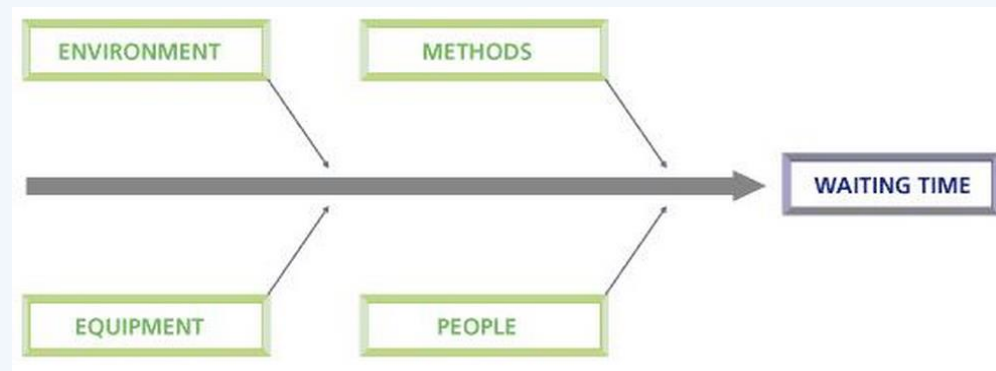 ENVIRONMENT
METHODS
WAITING TIME
EQUIPMENT
PEOPLE